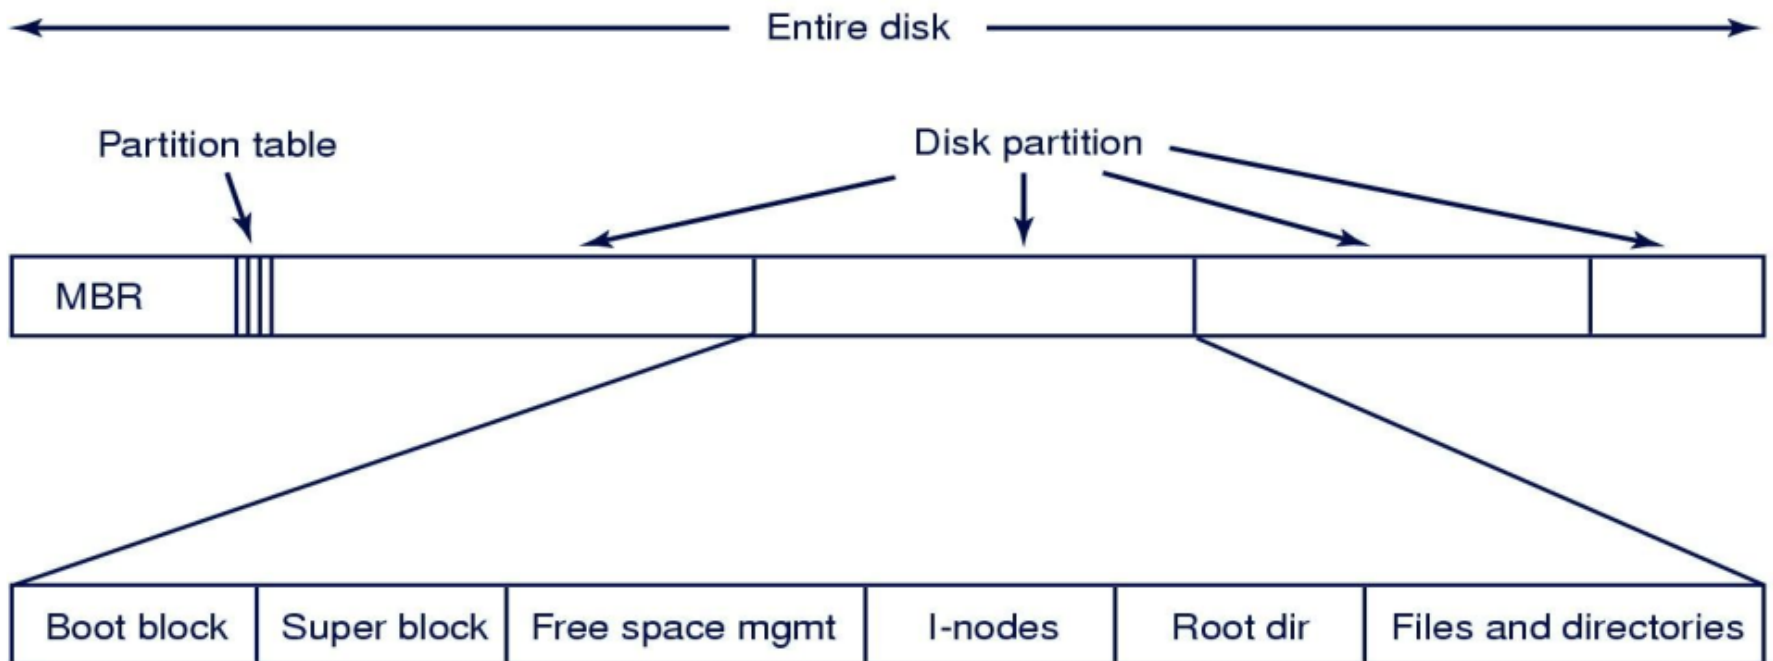 Entire disk
Partition table
Disk partition
MBR
Boot block
Super block
Free space mgmt
I-nodes
Root dir
Files and directories